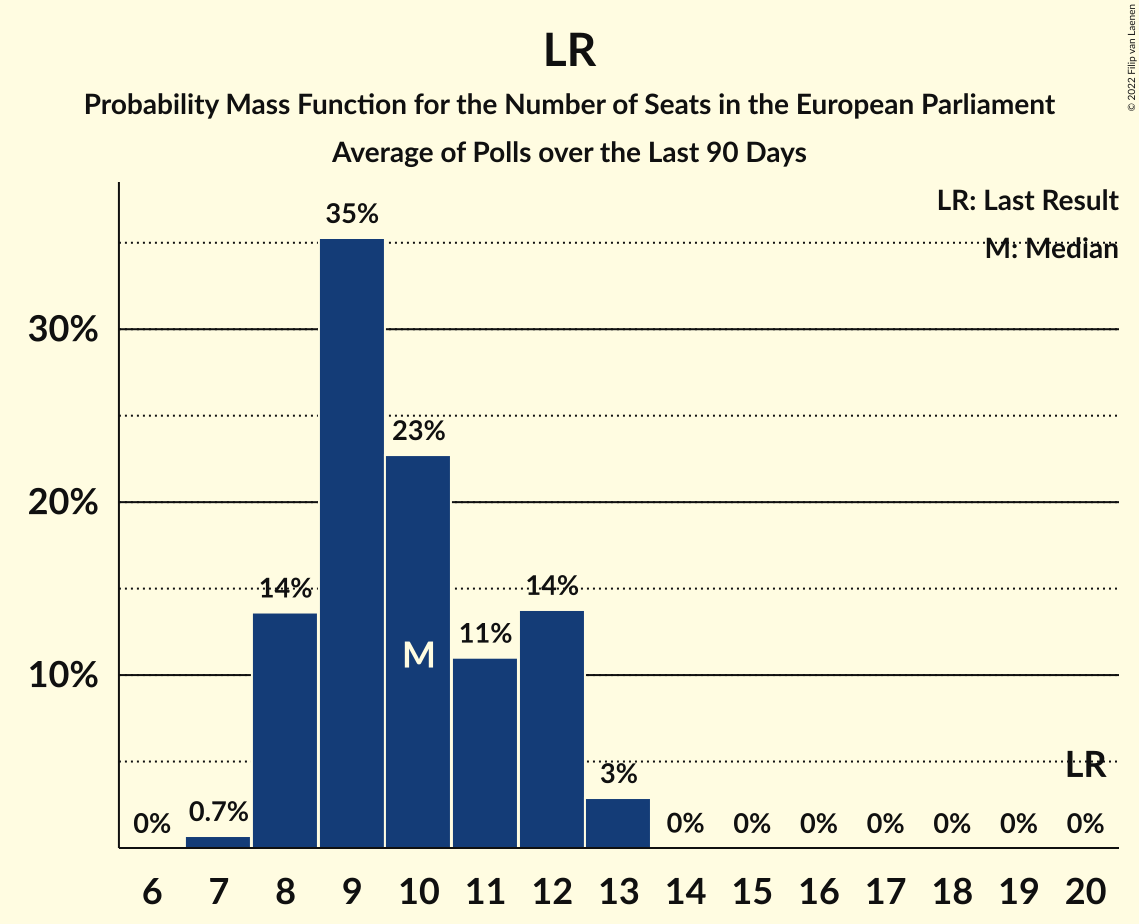 LR
Probability Mass Function for the Number of Seats in the European Parliament
Average of Polls over the Last 90 Days
© 2022 Filip van Laenen
LR: Last Result
M: Median
35%
30%
23%
20%
14%
14%
11%
M
10%
LR
3%
0.7%
0%
0%
0%
0%
0%
0%
0%
0%
6 7 8 9 10 11 12 13 14 15 16 17 18 19 20